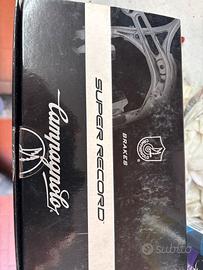 Campagnolo
SUPER RECORD
BRAKES
subito